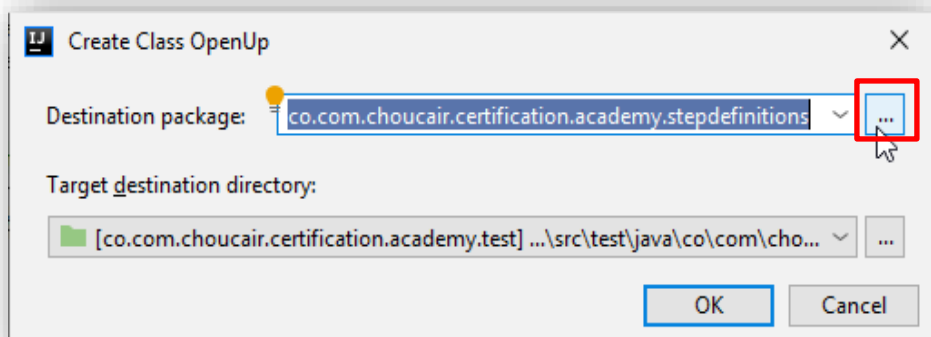 IJ Create Class OpenUp
Destination package: co.com.choucair.certification.academy.stepdefinitions ...
Target destination directory:
[co.com.choucair.certification.academy.test] ...\src\test\java\co\com\cho... ...
OK Cancel